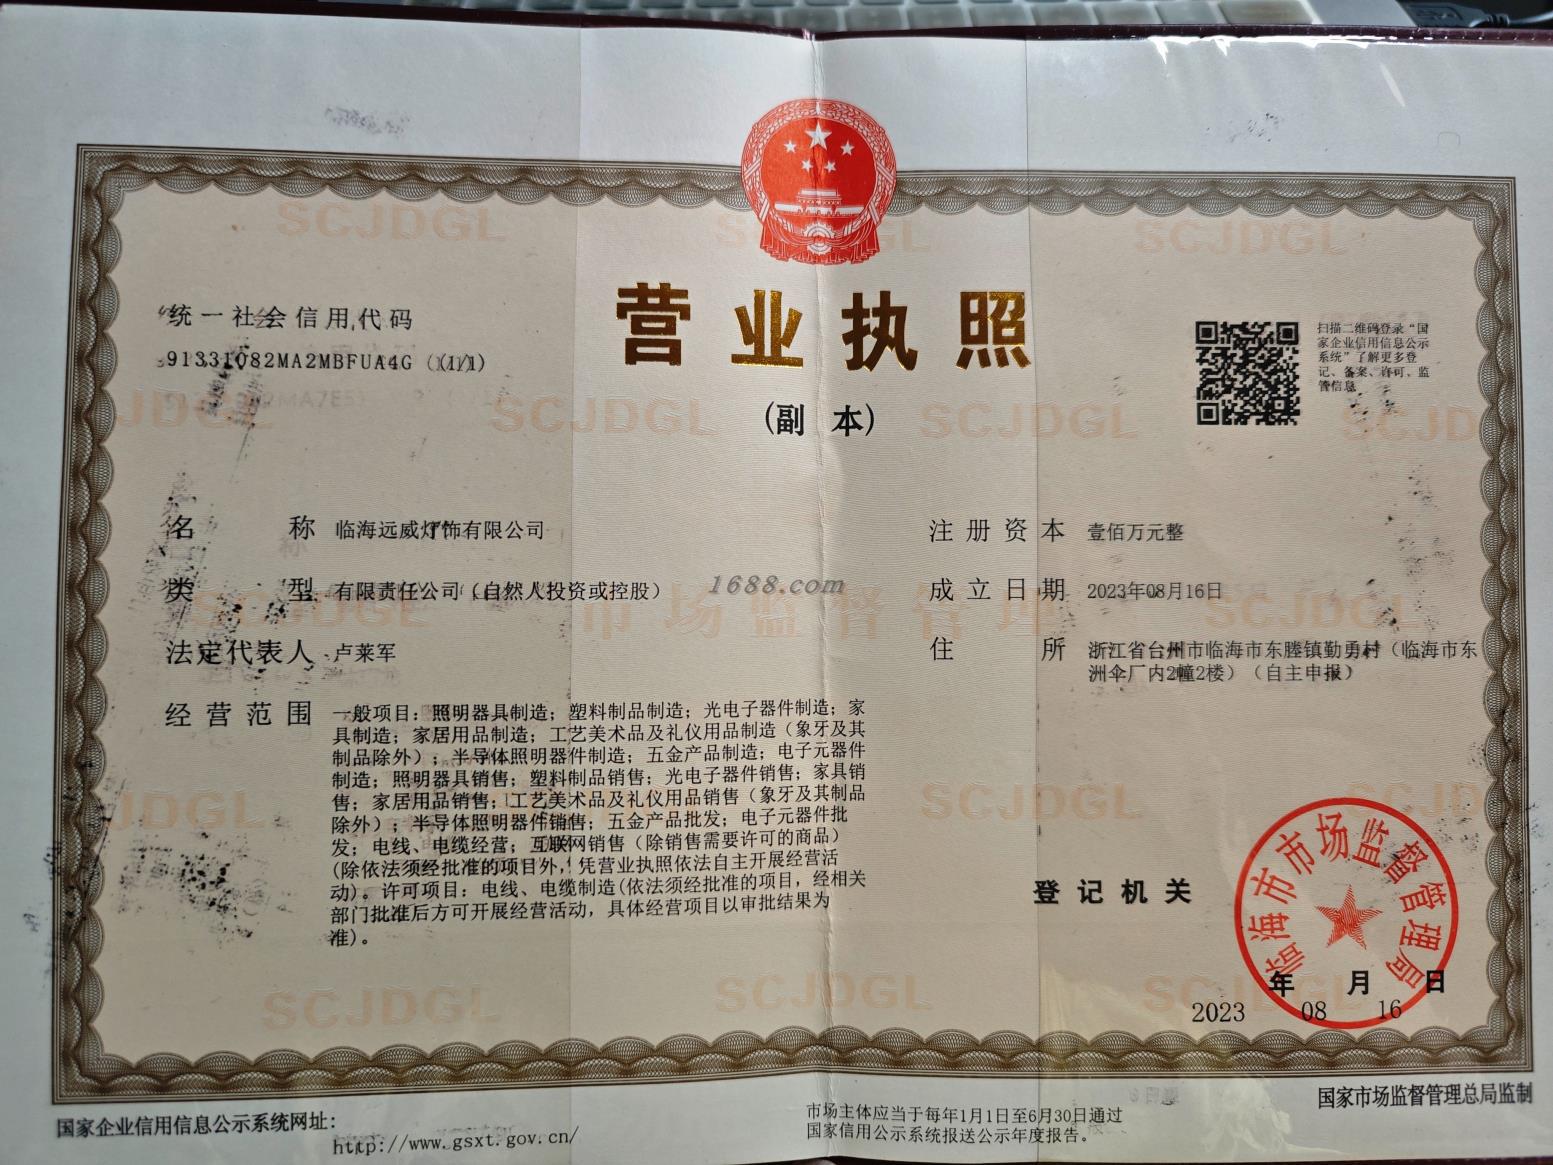 营业执照
(副 本)
统一社会信用代码
91331082MA2MBFUA4G (1/1)
扫描二维码登录“国
家企业信用信息公示
系统”了解更多登
记、备案、许可、监
管信息
名 称 临海远威灯饰有限公司
类 型 有限责任公司（自然人投资或控股）
法定代表人 卢莱军
经营范围 一般项目：照明器具制造；塑料制品制造；光电子器件制造；家
具制造；家居用品制造；工艺美术品及礼仪用品制造（象牙及其
制品除外）；半导体照明器件制造；五金产品制造；电子元器件
制造；照明器具销售；塑料制品销售；光电子器件销售；家具销
售；家居用品销售；工艺美术品及礼仪用品销售（象牙及其制品
除外）；半导体照明器件销售；五金产品批发；电子元器件批
发；电线、电缆经营；互联网销售（除销售需要许可的商品）
(除依法须经批准的项目外，凭营业执照依法自主开展经营活
动)。许可项目：电线、电缆制造(依法须经批准的项目，经相关
部门批准后方可开展经营活动，具体经营项目以审批结果为
准)。
注册资本 壹佰万元整
成立日期 2023年08月16日
住 所 浙江省台州市临海市东塍镇勤勇村（临海市东
洲伞厂内2幢2楼）（自主申报）
1688.com
市场监督管理
SCJDGL
登记机关
临海市市场监督管理局
年 月 日
2023 08 16
国家企业信用信息公示系统网址：
http://www.gsxt.gov.cn/
市场主体应当于每年1月1日至6月30日通过
国家信用公示系统报送公示年度报告。
国家市场监督管理总局监制